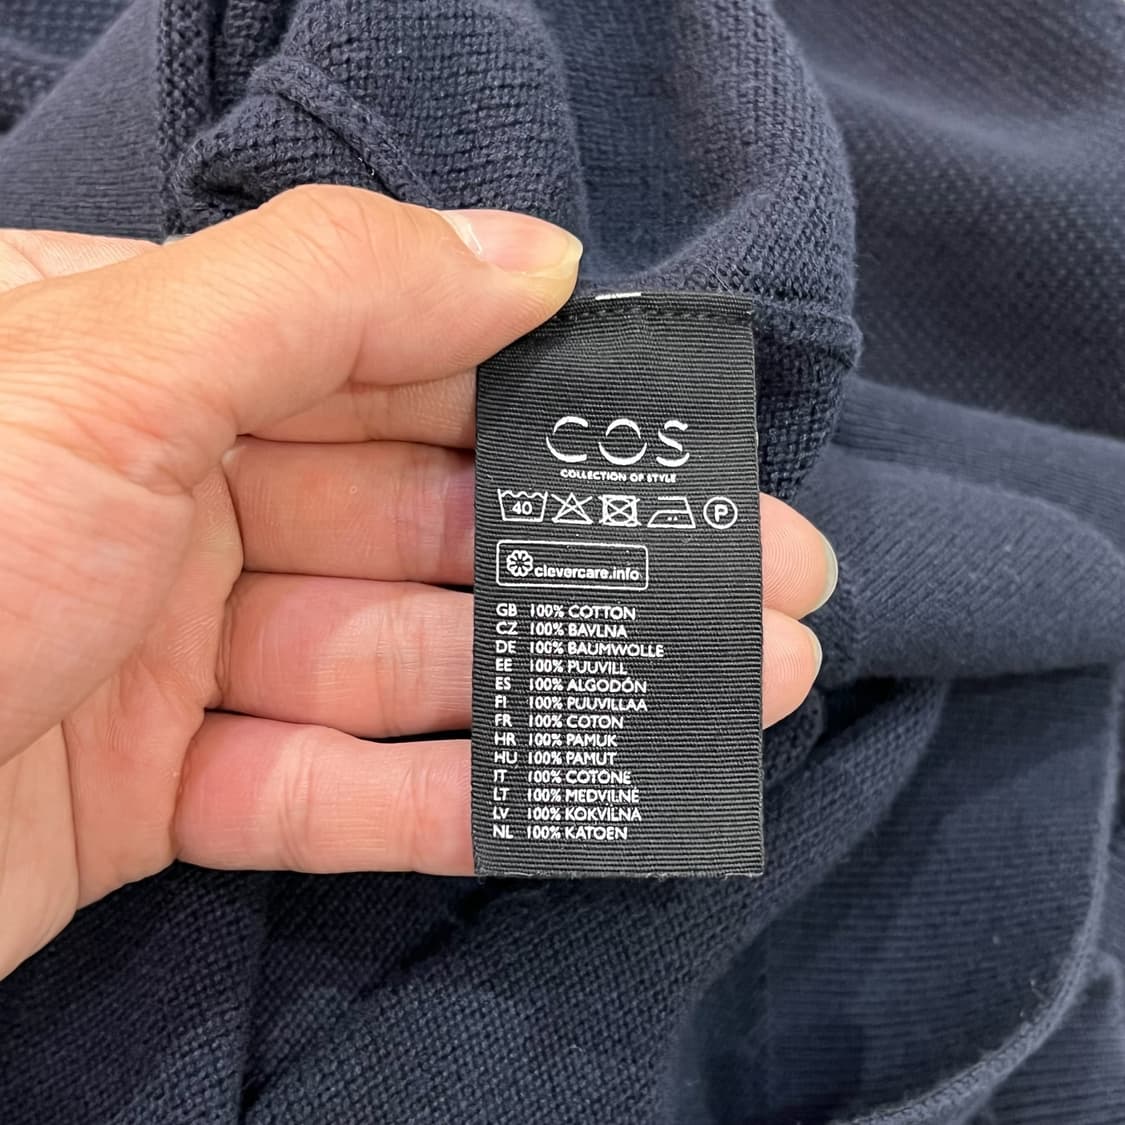 COS
COLLECTION OF STYLE
40 P
clevercare.info
GB 100% COTTON
CZ 100% BAVLNA
DE 100% BAUMWOLLE
EE 100% PUUVILL
ES 100% ALGODÓN
FI 100% PUUVILLAA
FR 100% COTON
HR 100% PAMUK
HU 100% PAMUT
IT 100% COTONE
LT 100% MEDVILNĖ
LV 100% KOKVILNA
NL 100% KATOEN